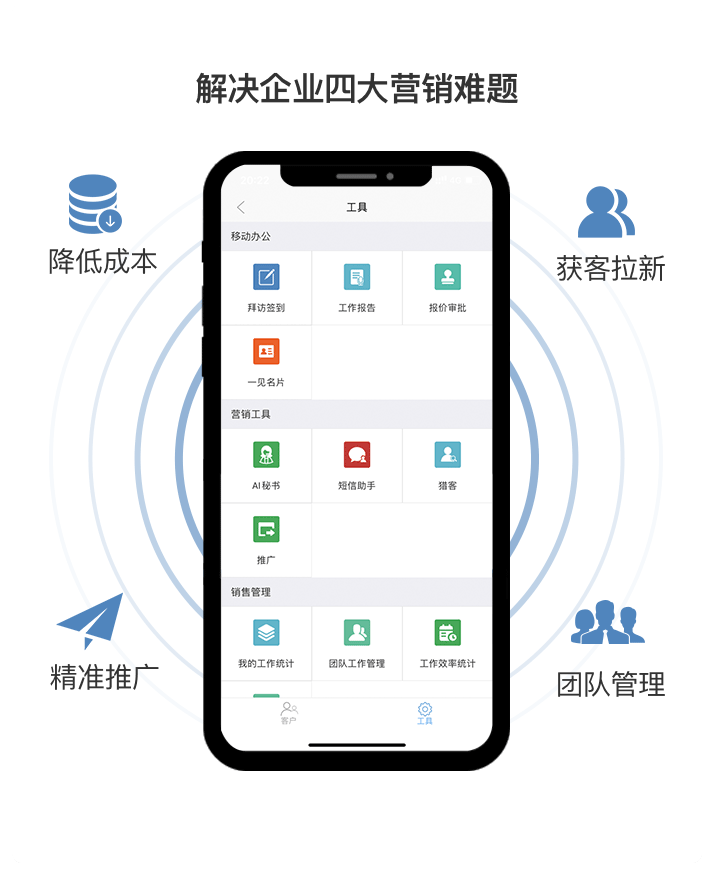 解决企业四大营销难题
降低成本
获客拉新
工具
移动办公
拜访签到
工作报告
报价审批
一见名片
营销工具
AI秘书
短信助手
猎客
推广
销售管理
我的工作统计
团队工作管理
工作效率统计
精准推广
团队管理
客户
工具